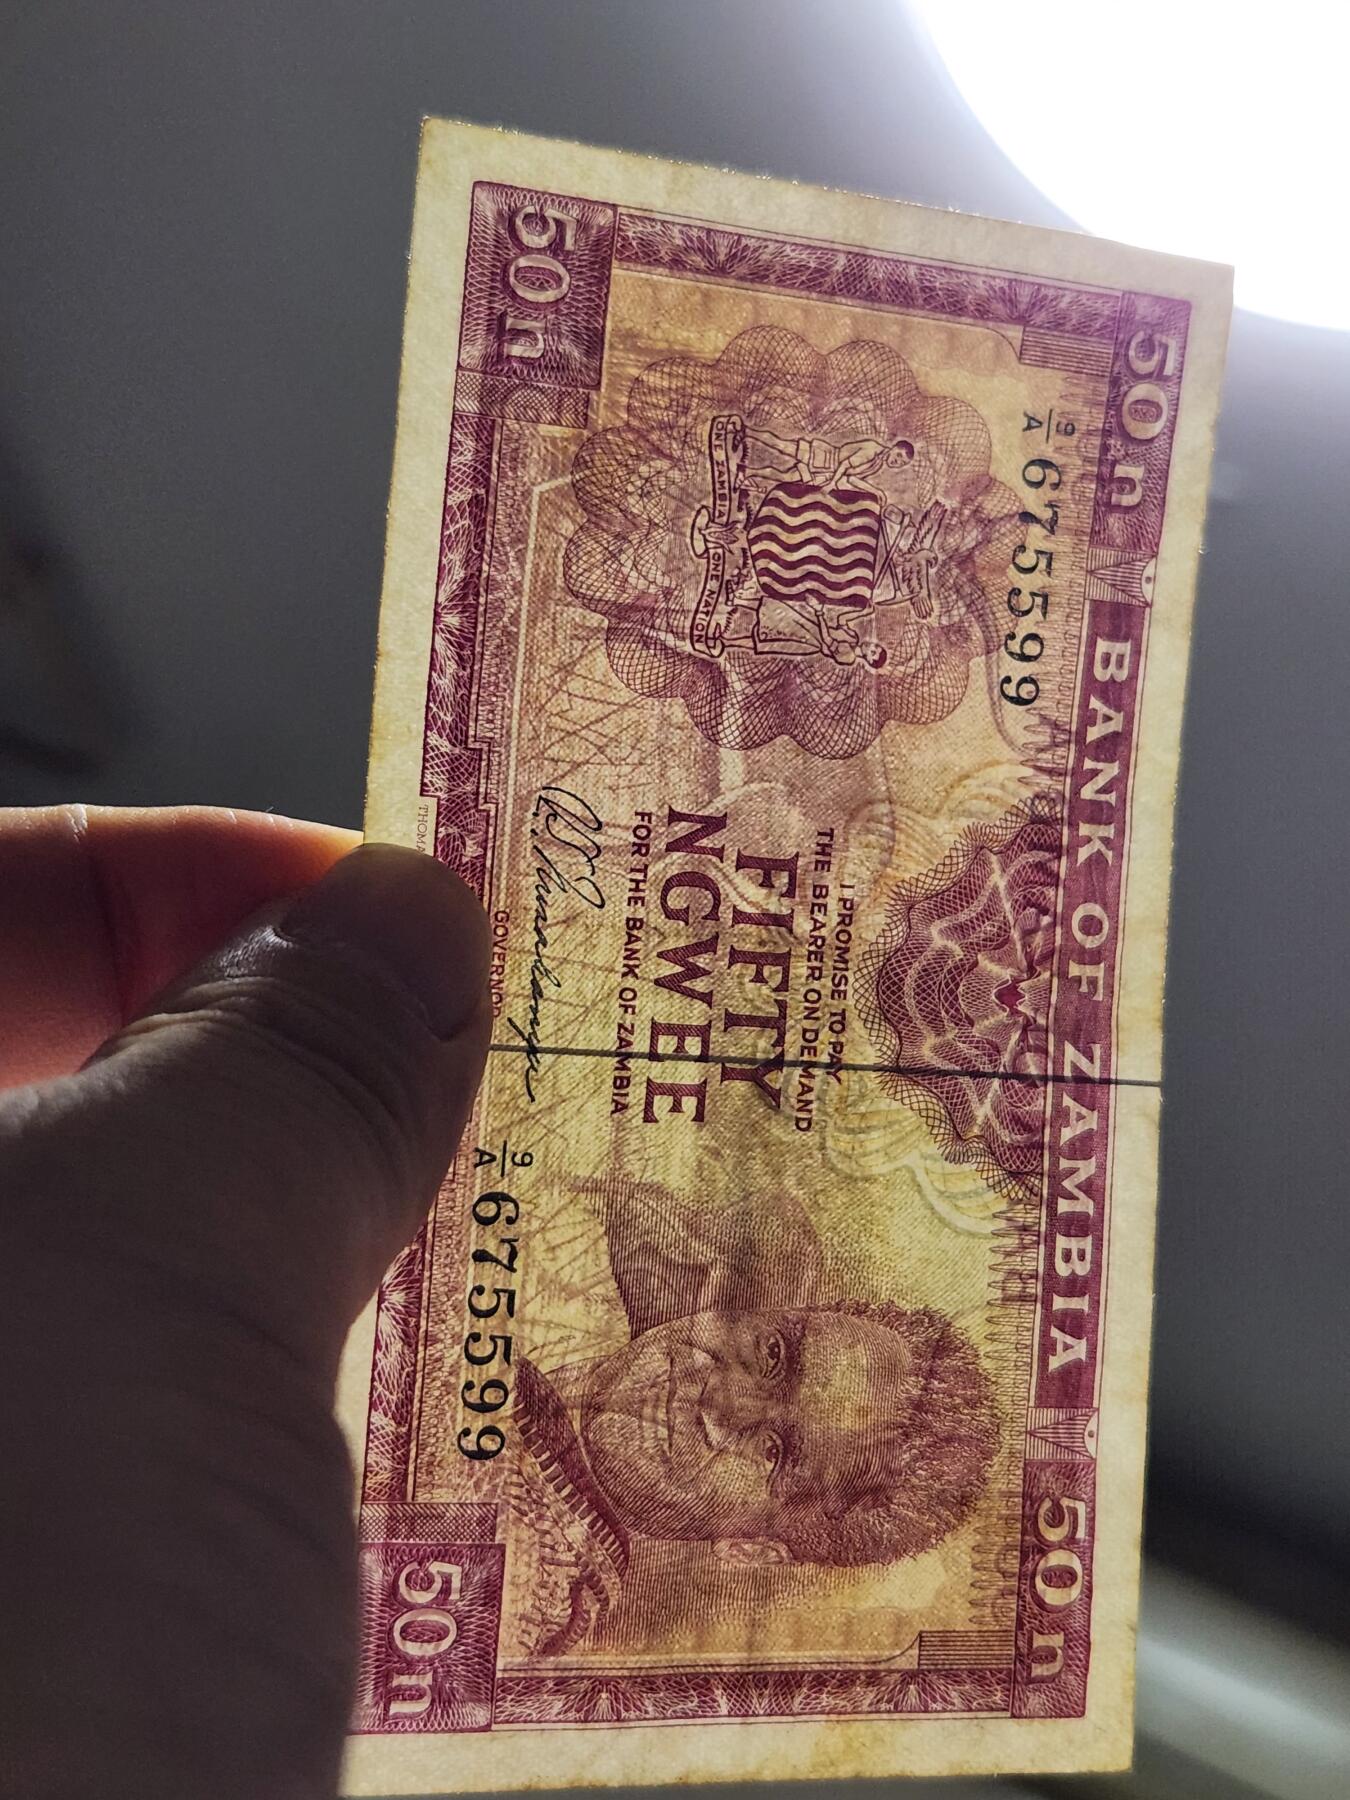 50n
BANK OF ZAMBIA
50n
9/A 675599
I PROMISE TO PAY
THE BEARER ON DEMAND
FIFTY
NGWEE
FOR THE BANK OF ZAMBIA
ONE ZAMBIA ONE NATION
9/A 675599
GOVERNOR
50n
50n